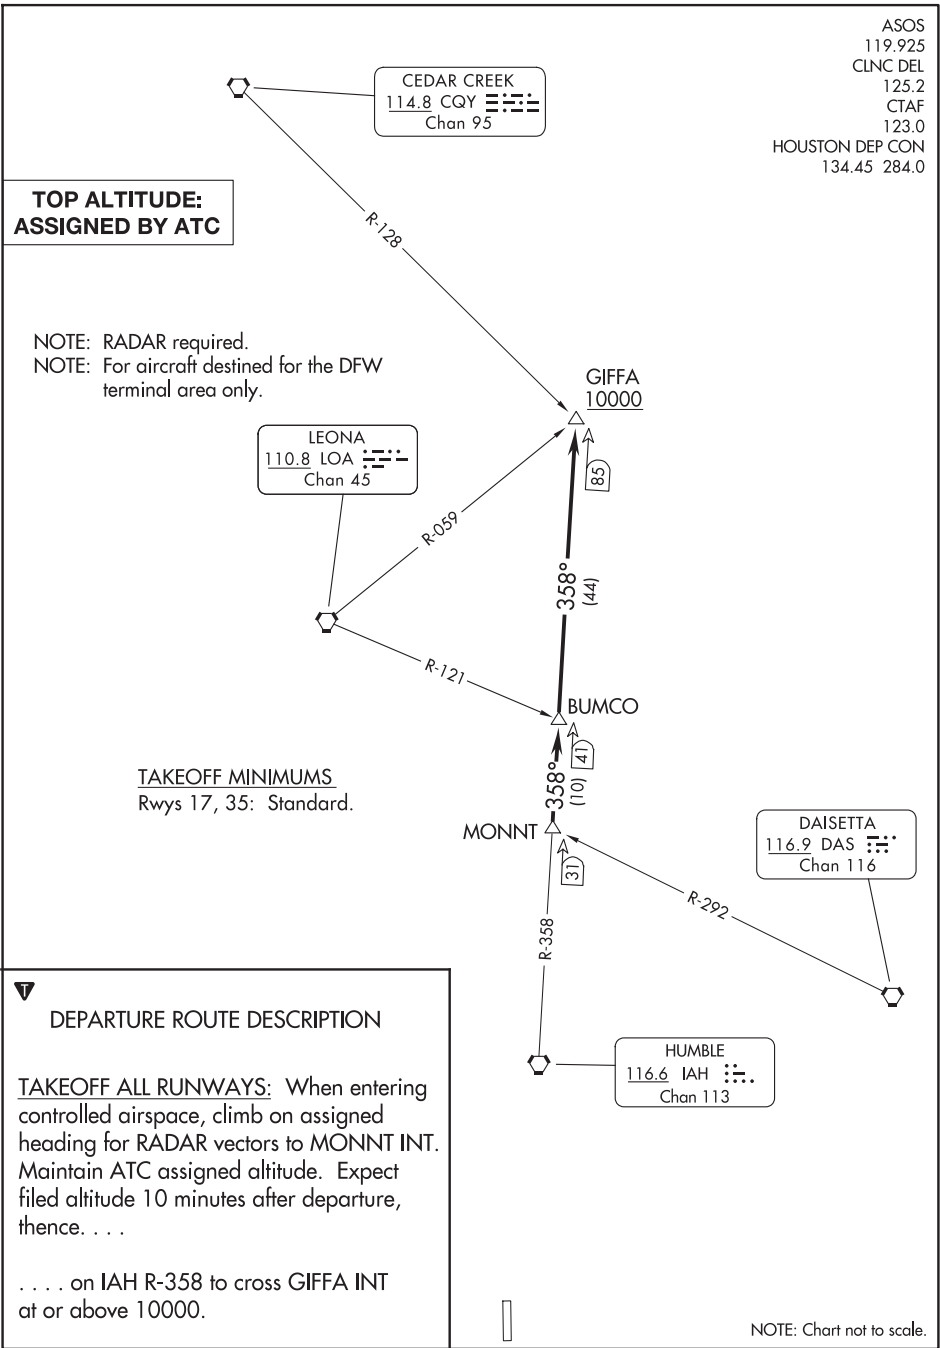 ASOS
119.925
CLNC DEL
125.2
CTAF
123.0
HOUSTON DEP CON
134.45 284.0
CEDAR CREEK
114.8 CQY
Chan 95
TOP ALTITUDE:
ASSIGNED BY ATC
R-128
NOTE: RADAR required.
NOTE: For aircraft destined for the DFW
terminal area only.
GIFFA
10000
LEONA
110.8 LOA
Chan 45
85
R-059
358°
(44)
R-121
BUMCO
41
358°
(10)
TAKEOFF MINIMUMS
Rwys 17, 35: Standard.
MONNT
31
DAISETTA
116.9 DAS
Chan 116
R-292
R-358
HUMBLE
116.6 IAH
Chan 113
T
DEPARTURE ROUTE DESCRIPTION
TAKEOFF ALL RUNWAYS: When entering
controlled airspace, climb on assigned
heading for RADAR vectors to MONNT INT.
Maintain ATC assigned altitude. Expect
filed altitude 10 minutes after departure,
thence. . . .
. . . . on IAH R-358 to cross GIFFA INT
at or above 10000.
NOTE: Chart not to scale.